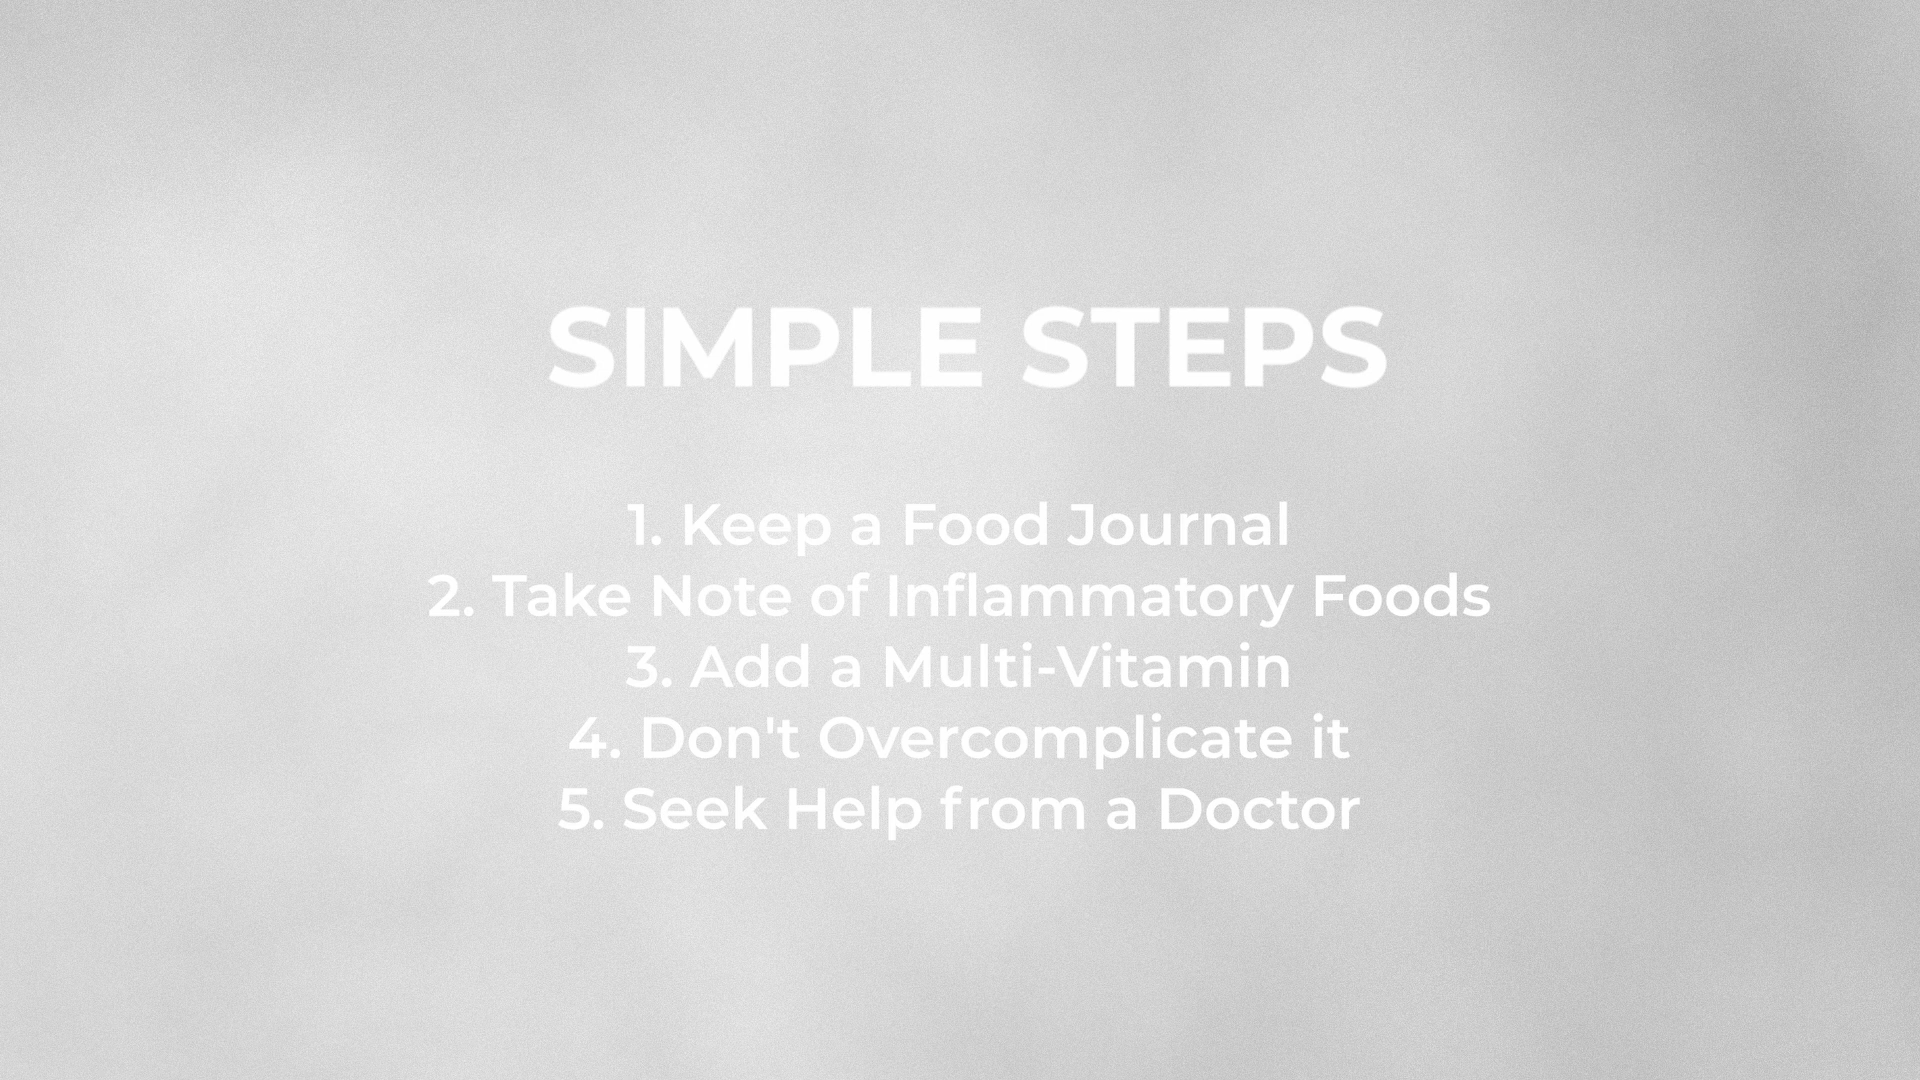 SIMPLE STEPS
1. Keep a Food Journal
2. Take Note of Inflammatory Foods
3. Add a Multi-Vitamin
4. Don't Overcomplicate it
5. Seek Help from a Doctor